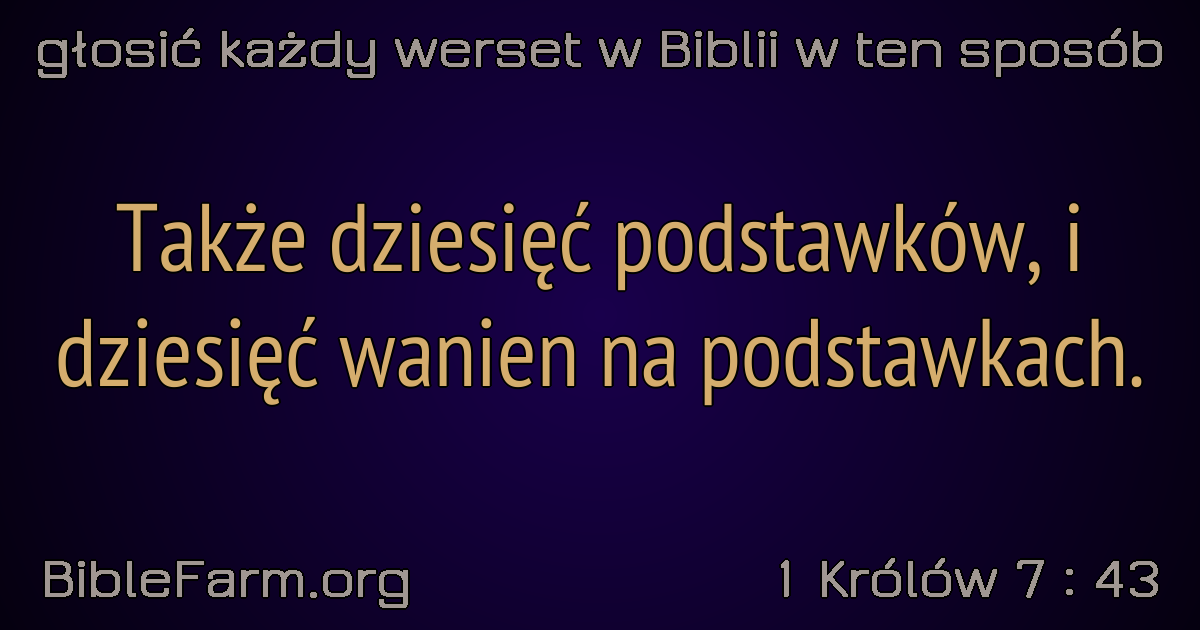 głosić każdy werset w Biblii w ten sposób
Także dziesięć podstawków, i
dziesięć wanien na podstawkach.
BibleFarm.org
1 Królów 7 : 43